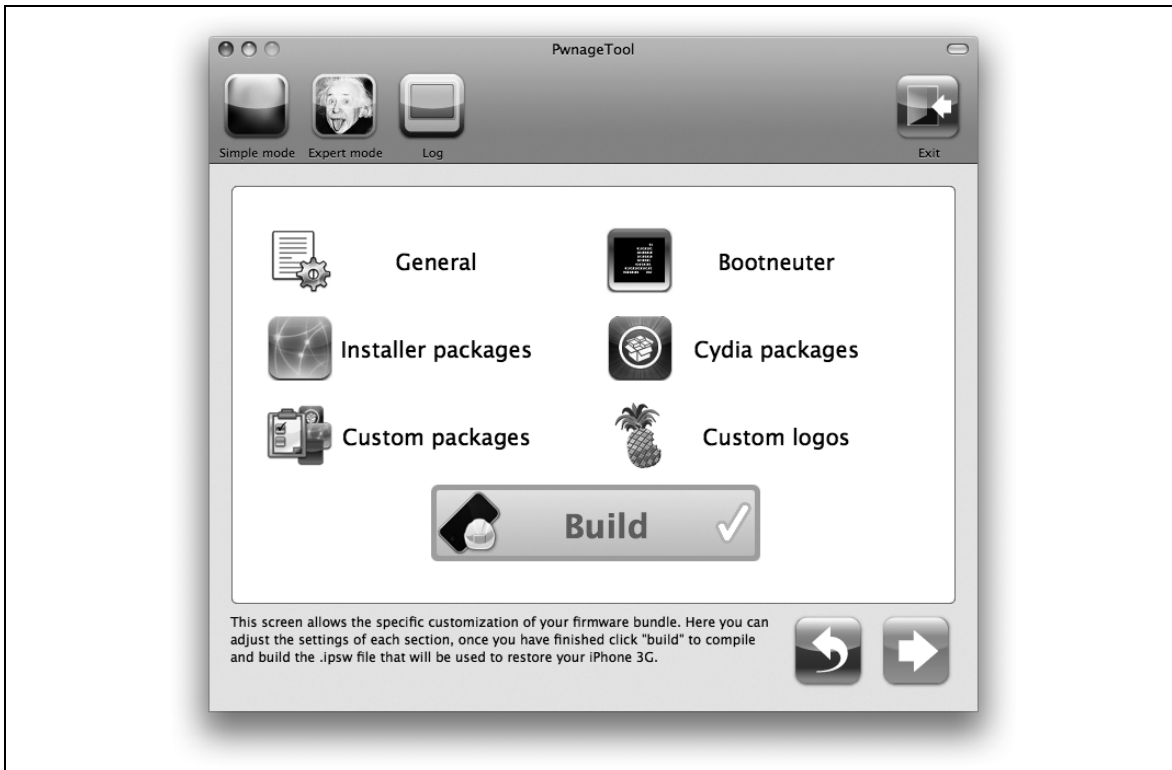 PwnageTool
Simple mode Expert mode Log Exit
General Bootneuter
Installer packages Cydia packages
Custom packages Custom logos
Build
This screen allows the specific customization of your firmware bundle. Here you can
adjust the settings of each section, once you have finished click "build" to compile
and build the .ipsw file that will be used to restore your iPhone 3G.